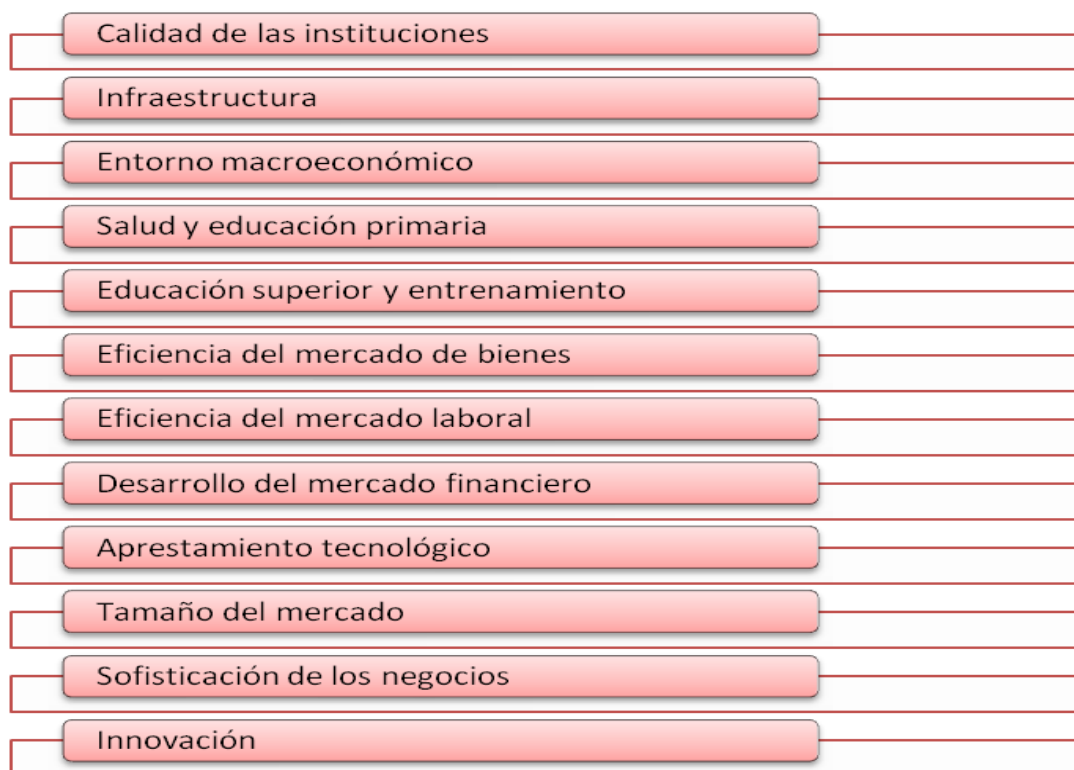 Calidad de las instituciones
Infraestructura
Entorno macroeconómico
Salud y educación primaria
Educación superior y entrenamiento
Eficiencia del mercado de bienes
Eficiencia del mercado laboral
Desarrollo del mercado financiero
Aprestamiento tecnológico
Tamaño del mercado
Sofisticación de los negocios
Innovación